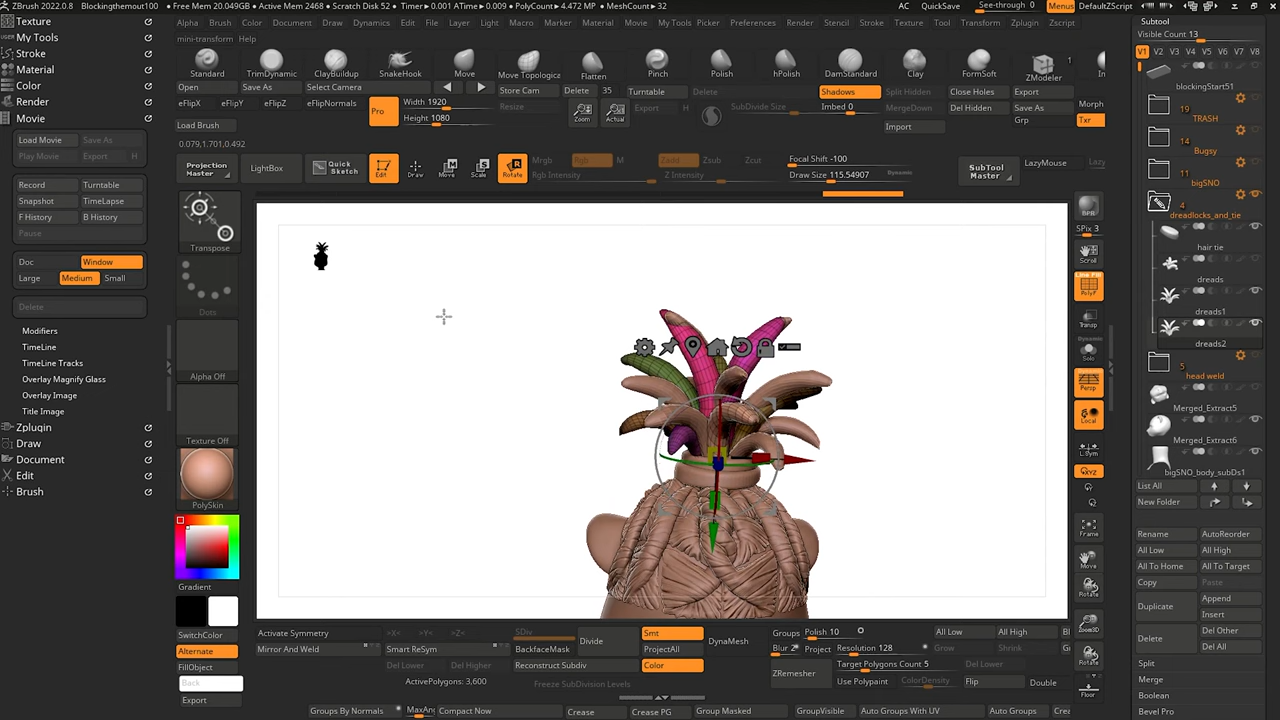 ZBrush 2022.0.8 Blockingthemout100 • Free Mem 20.049GB • Active Mem 2468 • Scratch Disk 52 • Timer▸0.001 ATime▸0.009 • PolyCount▸4.472 MP • MeshCount▸32 AC QuickSave See-through 0 Menus DefaultZScript
Alpha Brush Color Document Draw Dynamics Edit File Layer Light Macro Marker Material Movie My Tools Picker Preferences Render Stencil Stroke Texture Tool Transform Zplugin Zscript
mini-transform Help
Texture
My Tools
Stroke
Material
Color
Render
Movie
Load Movie Save As
Play Movie Export H
Record Turntable
Snapshot TimeLapse
F History B History
Pause
Doc Window
Large Medium Small
Delete
Modifiers
TimeLine
TimeLine Tracks
Overlay Magnify Glass
Overlay Image
Title Image
Zplugin
Draw
Document
Edit
Brush
Standard TrimDynamic ClayBuildup SnakeHook Move Move Topologic Flatten Pinch Polish hPolish DamStandard Clay FormSoft ZModeler 1 In
Open Save As Select Camera Store Cam Delete 35 Turntable Delete Shadows Split Hidden Close Holes Export
eFlipX eFlipY eFlipZ eFlipNormals Pro Width 1920 Resize Zoom Actual Export H SubDivide Size Imbed 0 MergeDown Del Hidden Save As Morph
Height 1080 Grp Txr
Load Brush Import
0.079,1.701,0.492
Projection Master LightBox Quick Sketch Edit Draw Move Scale Rotate Mrgb Rgb M Zadd Zsub Zcut Focal Shift -100 SubTool Master LazyMouse Lazy
Rgb Intensity Z Intensity Draw Size 115.54907 Dynamic
Transpose
Dots
Alpha Off
Texture Off
PolySkin
Gradient
SwitchColor
Alternate
FillObject
Back
Export
BPR
SPix 3
Scroll
Line Fill
PolyF
Transp
Dynamic
Solo
Dynamic
Persp
Local
L.Sym
XYZ
Frame
Move
Rotate
Zoom3D
Rotate
Floor
Subtool
Visible Count 13
V1 V2 V3 V4 V5 V6 V7 V8
blockingStart51
19
TRASH
14
Bugsy
11
bigSNO
4
dreadlocks_and_tie
hair tie
dreads
dreads1
dreads2
5
head weld
Merged_Extract5
Merged_Extract6
bigSNO_body_subDs1
List All
New Folder
Rename AutoReorder
All Low All High
All To Home All To Target
Copy Paste
Duplicate Append
Insert
Delete Del Other
Del All
Split
Merge
Boolean
Bevel Pro
Activate Symmetry >X< >Y< >Z< SDiv Divide Smt DynaMesh Groups Polish 10 All Low All High Bl
Mirror And Weld Smart ReSym BackfaceMask ProjectAll Blur 2 Project Resolution 128 Grow Shrink Gr
Del Lower Del Higher Reconstruct Subdiv Color ZRemesher Target Polygons Count 5 Del Lower
ActivePolygons: 3,600 Freeze SubDivision Levels Use Polypaint ColorDensity Flip Double
Groups By Normals MaxAn Compact Now Crease Crease PG Group Masked GroupVisible Auto Groups With UV Auto Groups Crea